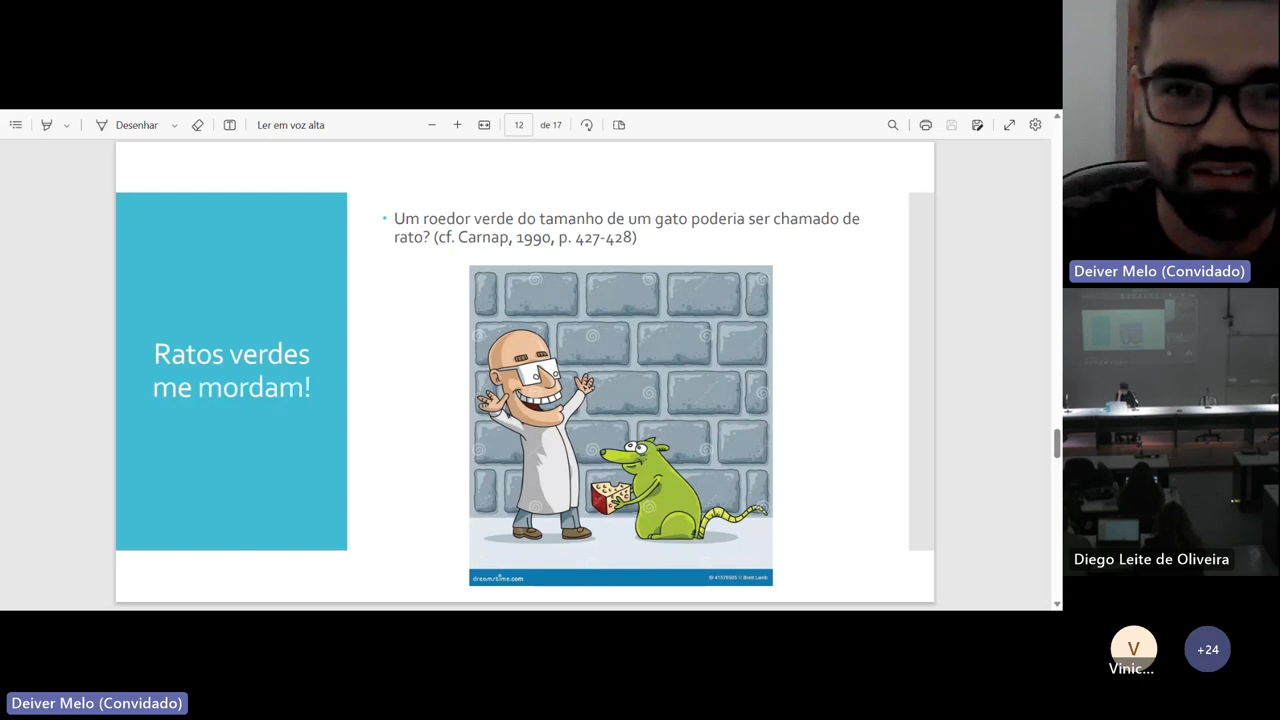 Desenhar
Ler em voz alta
12
de 17
Um roedor verde do tamanho de um gato poderia ser chamado de
rato? (cf. Carnap, 1990, p. 427-428)
Ratos verdes
me mordam!
dreamstime.com
© Brett Lamb
Deiver Melo (Convidado)
Diego Leite de Oliveira
V
Vinic...
+24
Deiver Melo (Convidado)